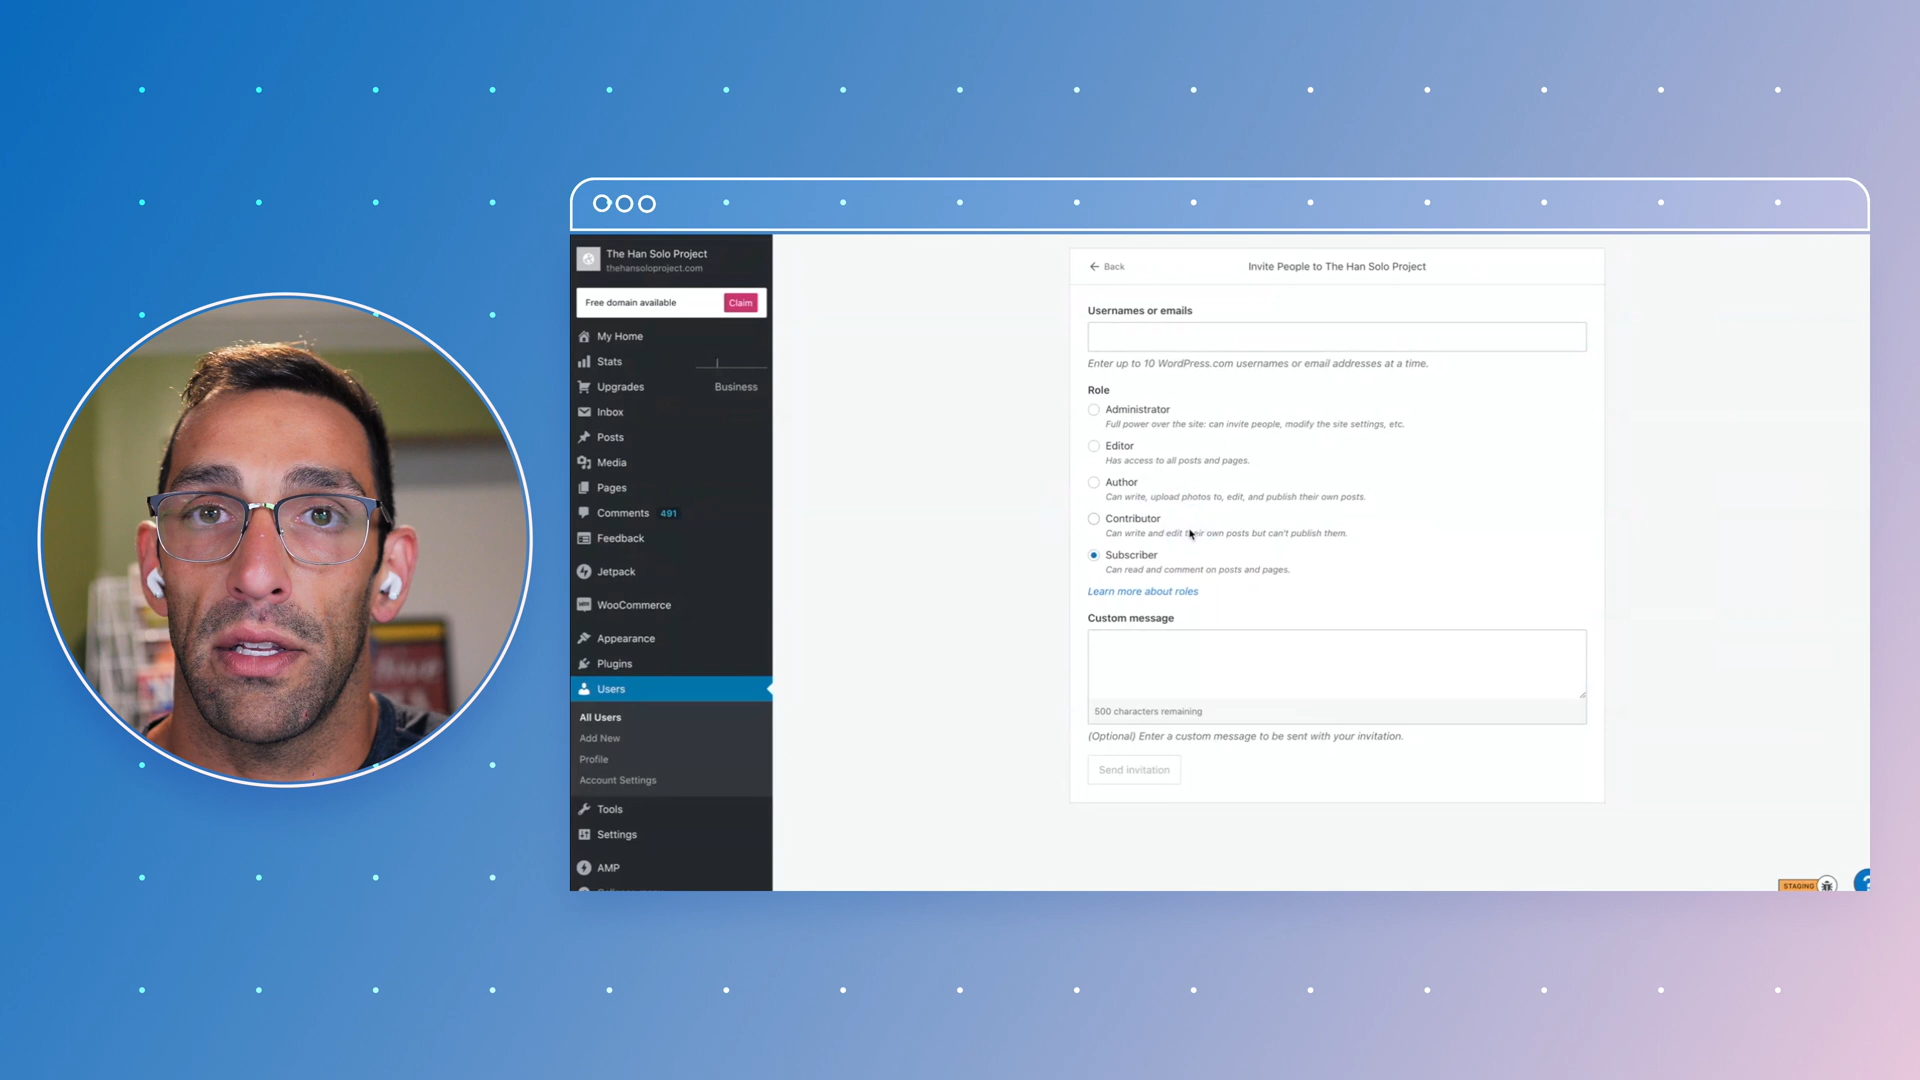 The Han Solo Project
thehansoloproject.com
Free domain available
Claim
My Home
Stats
Upgrades
Business
Inbox
Posts
Media
Pages
Comments 491
Feedback
Jetpack
WooCommerce
Appearance
Plugins
Users
All Users
Add New
Profile
Account Settings
Tools
Settings
AMP
← Back
Invite People to The Han Solo Project
Usernames or emails
Enter up to 10 WordPress.com usernames or email addresses at a time.
Role
Administrator
Full power over the site: can invite people, modify the site settings, etc.
Editor
Has access to all posts and pages.
Author
Can write, upload photos to, edit, and publish their own posts.
Contributor
Can write and edit their own posts but can't publish them.
Subscriber
Can read and comment on posts and pages.
Learn more about roles
Custom message
500 characters remaining
(Optional) Enter a custom message to be sent with your invitation.
Send invitation
STAGING
?